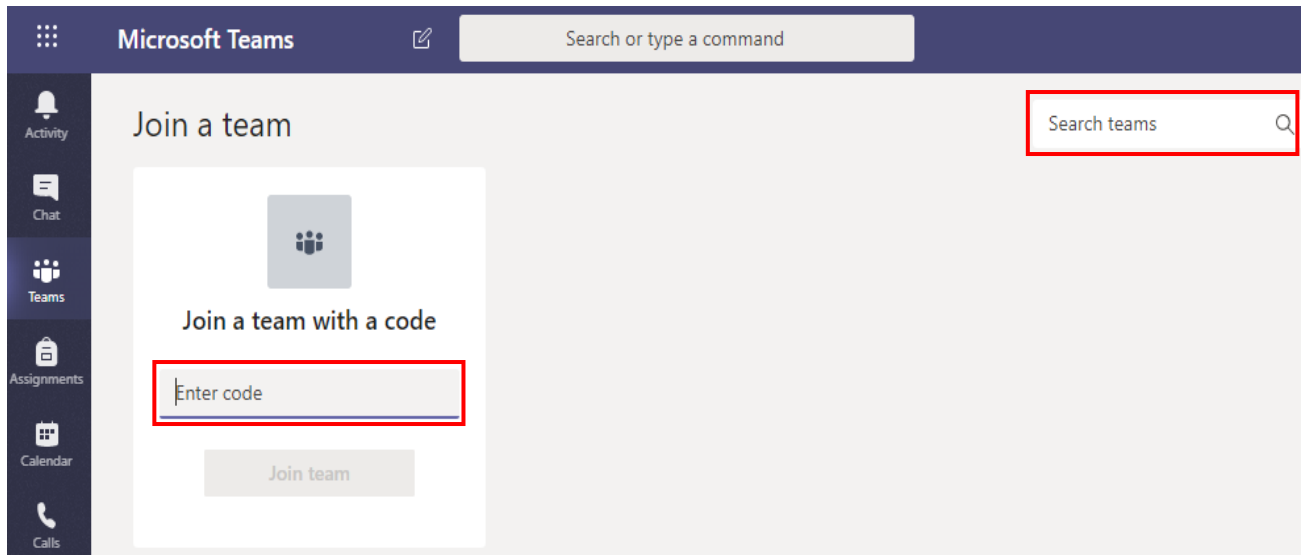 Microsoft Teams
Search or type a command
Activity
Chat
Teams
Assignments
Calendar
Calls
Join a team
Search teams
Join a team with a code
Enter code
Join team